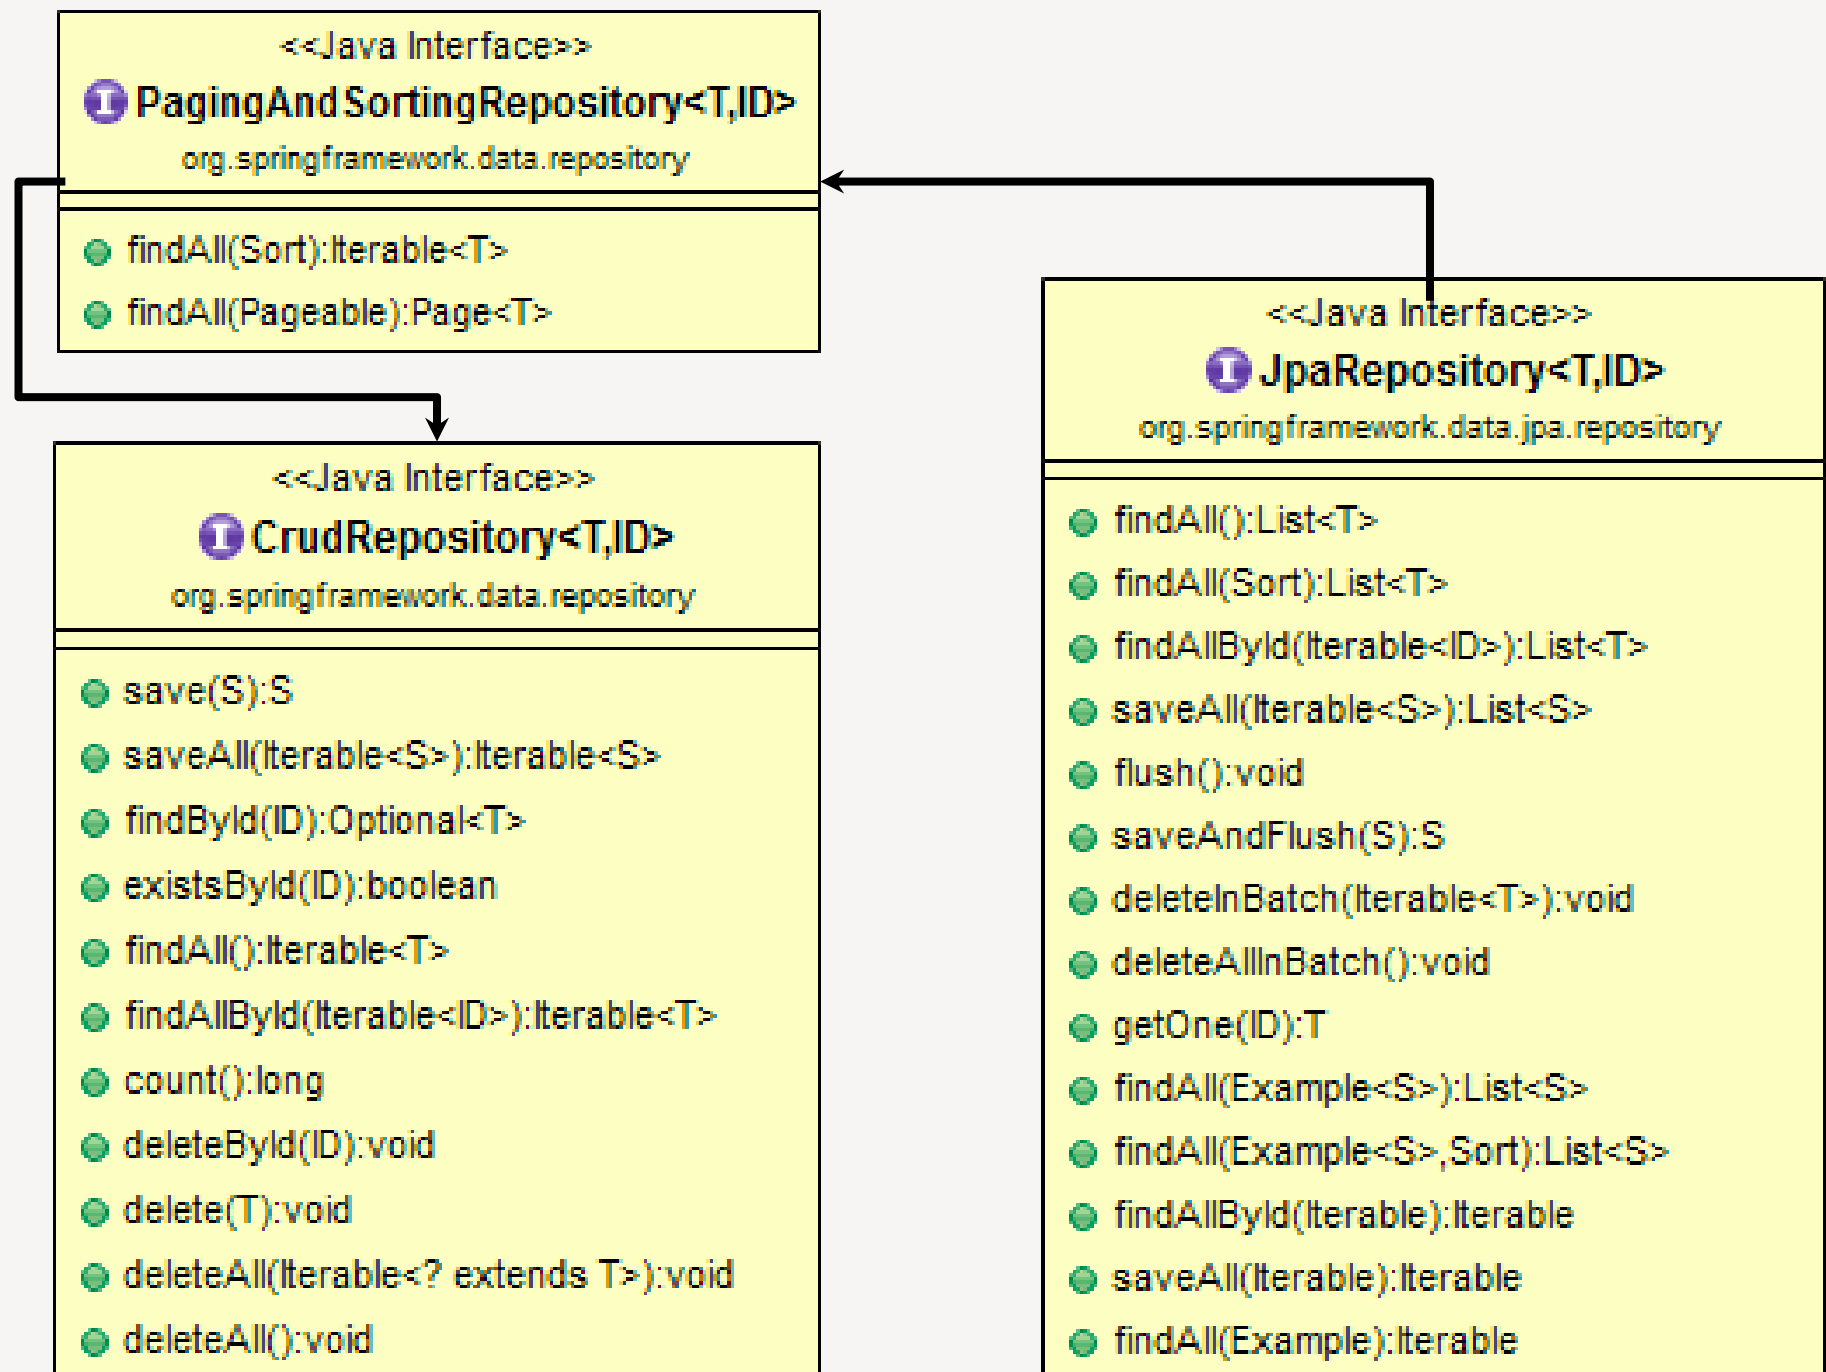 <<Java Interface>>
PagingAndSortingRepository<T,ID>
org.springframework.data.repository
findAll(Sort):Iterable<T>
findAll(Pageable):Page<T>
<<Java Interface>>
CrudRepository<T,ID>
org.springframework.data.repository
save(S):S
saveAll(Iterable<S>):Iterable<S>
findById(ID):Optional<T>
existsById(ID):boolean
findAll():Iterable<T>
findAllById(Iterable<ID>):Iterable<T>
count():long
deleteById(ID):void
delete(T):void
deleteAll(Iterable<? extends T>):void
deleteAll():void
<<Java Interface>>
JpaRepository<T,ID>
org.springframework.data.jpa.repository
findAll():List<T>
findAll(Sort):List<T>
findAllById(Iterable<ID>):List<T>
saveAll(Iterable<S>):List<S>
flush():void
saveAndFlush(S):S
deleteInBatch(Iterable<T>):void
deleteAllInBatch():void
getOne(ID):T
findAll(Example<S>):List<S>
findAll(Example<S>,Sort):List<S>
findAllById(Iterable):Iterable
saveAll(Iterable):Iterable
findAll(Example):Iterable